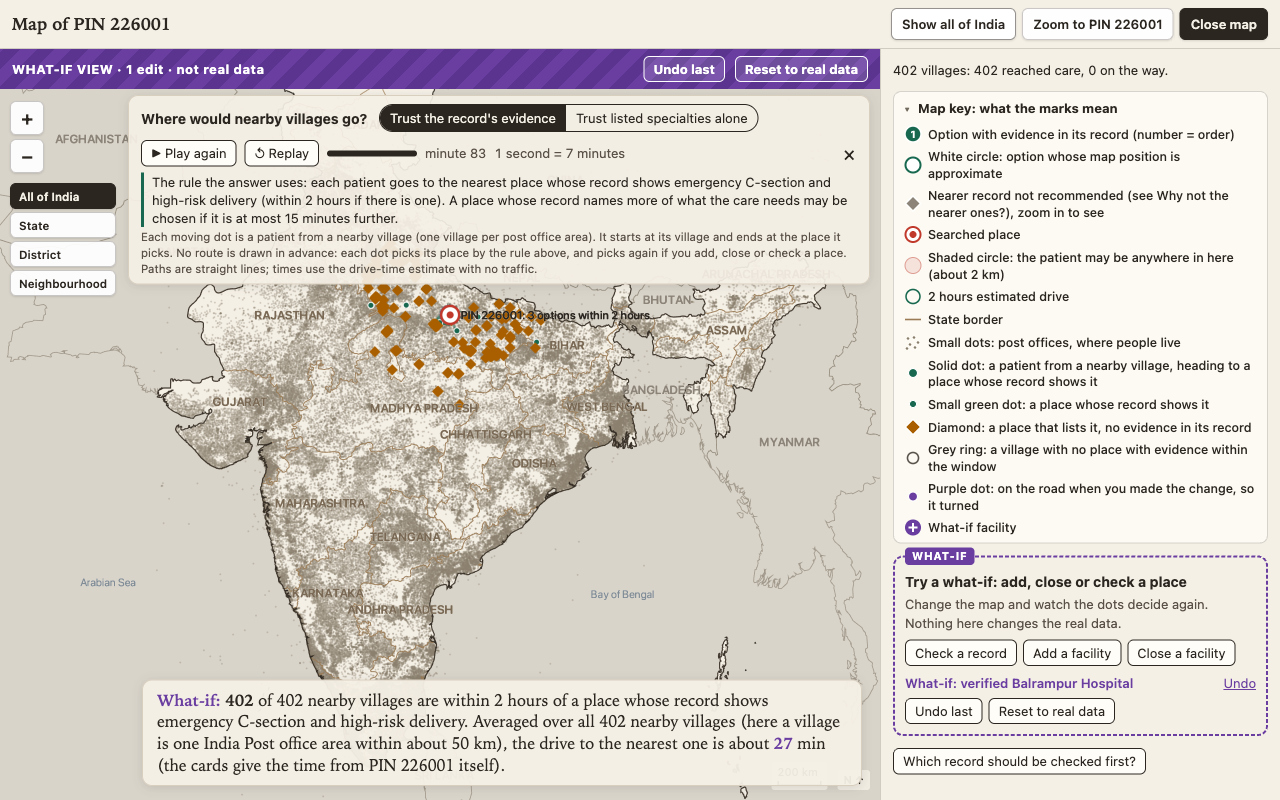 Map of PIN 226001
Show all of India
Zoom to PIN 226001
Close map
WHAT-IF VIEW · 1 edit · not real data
Undo last
Reset to real data
402 villages: 402 reached care, 0 on the way.
+
−
All of India
State
District
Neighbourhood
Where would nearby villages go?
Trust the record's evidence
Trust listed specialties alone
▶ Play again
↺ Replay
minute 83 1 second = 7 minutes
×
The rule the answer uses: each patient goes to the nearest place whose record shows emergency C-section and
high-risk delivery (within 2 hours if there is one). A place whose record names more of what the care needs may be
chosen if it is at most 15 minutes further.
Each moving dot is a patient from a nearby village (one village per post office area). It starts at its village and ends at the place it
picks. No route is drawn in advance: each dot picks its place by the rule above, and picks again if you add, close or check a place.
Paths are straight lines; times use the drive-time estimate with no traffic.
AFGHANISTA
ARUNACHAL PRADESH
BHUTAN
RAJASTHAN
PIN 226001: 3 options within 2 hours
ASSAM
BIHAR
BANGLADESH
GUJARAT
MADHYA PRADESH
WEST BENGAL
CHHATTISGARH
MYANMAR
ODISHA
MAHARASHTRA
TELANGANA
Arabian Sea
KARNATAKA
Bay of Bengal
ANDHRA PRADESH
What-if: 402 of 402 nearby villages are within 2 hours of a place whose record shows
emergency C-section and high-risk delivery. Averaged over all 402 nearby villages (here a village
is one India Post office area within about 50 km), the drive to the nearest one is about 27 min
(the cards give the time from PIN 226001 itself).
200 km
N
Map key: what the marks mean
1 Option with evidence in its record (number = order)
White circle: option whose map position is
approximate
Nearer record not recommended (see Why not the
nearer ones?), zoom in to see
Searched place
Shaded circle: the patient may be anywhere in here
(about 2 km)
2 hours estimated drive
State border
Small dots: post offices, where people live
Solid dot: a patient from a nearby village, heading to a
place whose record shows it
Small green dot: a place whose record shows it
Diamond: a place that lists it, no evidence in its record
Grey ring: a village with no place with evidence within
the window
Purple dot: on the road when you made the change, so
it turned
What-if facility
WHAT-IF
Try a what-if: add, close or check a place
Change the map and watch the dots decide again.
Nothing here changes the real data.
Check a record
Add a facility
Close a facility
What-if: verified Balrampur Hospital
Undo
Undo last
Reset to real data
Which record should be checked first?